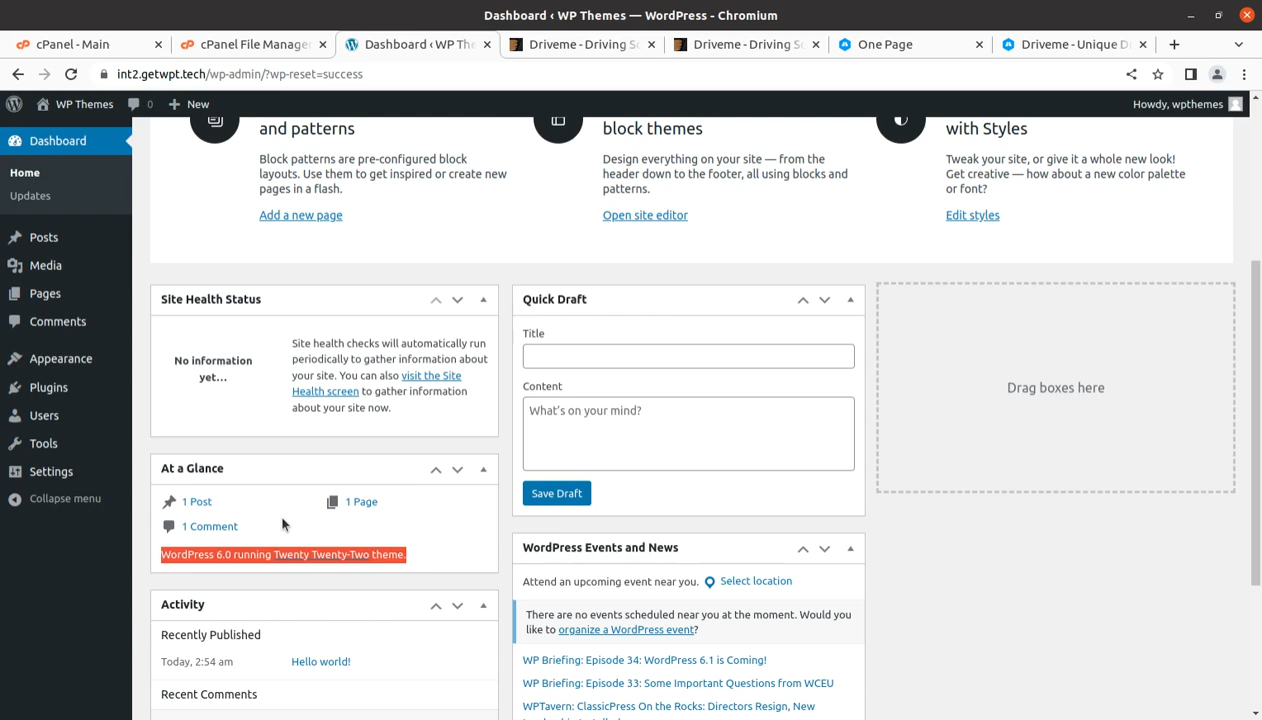 Dashboard ‹ WP Themes — WordPress - Chromium
cPanel - Main
cPanel File Manager
Dashboard ‹ WP The
Driveme - Driving Sc
Driveme - Driving Sc
One Page
Driveme - Unique D
int2.getwpt.tech/wp-admin/?wp-reset=success
WP Themes
0
New
Howdy, wpthemes
Dashboard
Home
Updates
Posts
Media
Pages
Comments
Appearance
Plugins
Users
Tools
Settings
Collapse menu
and patterns
Block patterns are pre-configured block
layouts. Use them to get inspired or create new
pages in a flash.
Add a new page
block themes
Design everything on your site — from the
header down to the footer, all using blocks and
patterns.
Open site editor
with Styles
Tweak your site, or give it a whole new look!
Get creative — how about a new color palette
or font?
Edit styles
Site Health Status
No information
yet...
Site health checks will automatically run
periodically to gather information about
your site. You can also visit the Site
Health screen to gather information
about your site now.
At a Glance
1 Post
1 Page
1 Comment
WordPress 6.0 running Twenty Twenty-Two theme.
Activity
Recently Published
Today, 2:54 am
Hello world!
Recent Comments
Quick Draft
Title
Content
What's on your mind?
Save Draft
WordPress Events and News
Attend an upcoming event near you.
Select location
There are no events scheduled near you at the moment. Would you
like to organize a WordPress event?
WP Briefing: Episode 34: WordPress 6.1 is Coming!
WP Briefing: Episode 33: Some Important Questions from WCEU
WPTavern: ClassicPress On the Rocks: Directors Resign, New
Drag boxes here